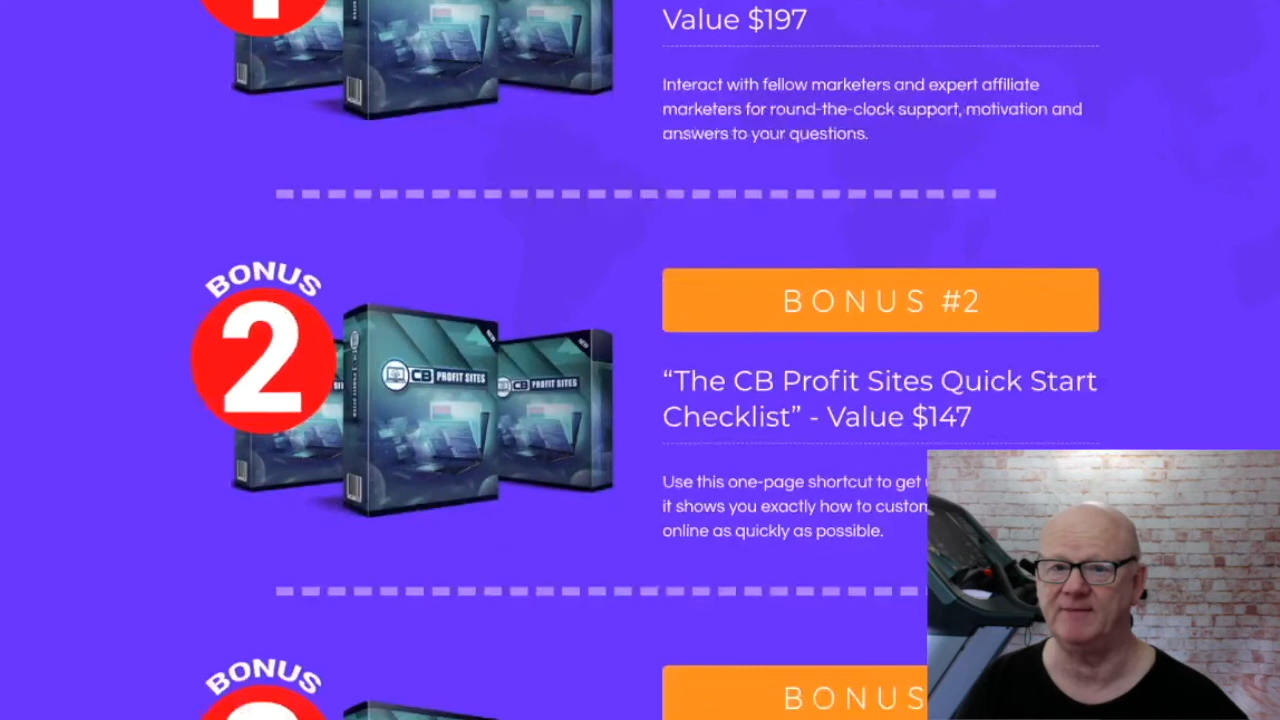 Value $197
Interact with fellow marketers and expert affiliate
marketers for round-the-clock support, motivation and
answers to your questions.
BONUS
2
CB PROFIT SITES
NEW
CB PROFIT SITES
NEW
BONUS #2
“The CB Profit Sites Quick Start
Checklist” - Value $147
Use this one-page shortcut to get
it shows you exactly how to custom
online as quickly as possible.
BONUS
BONUS